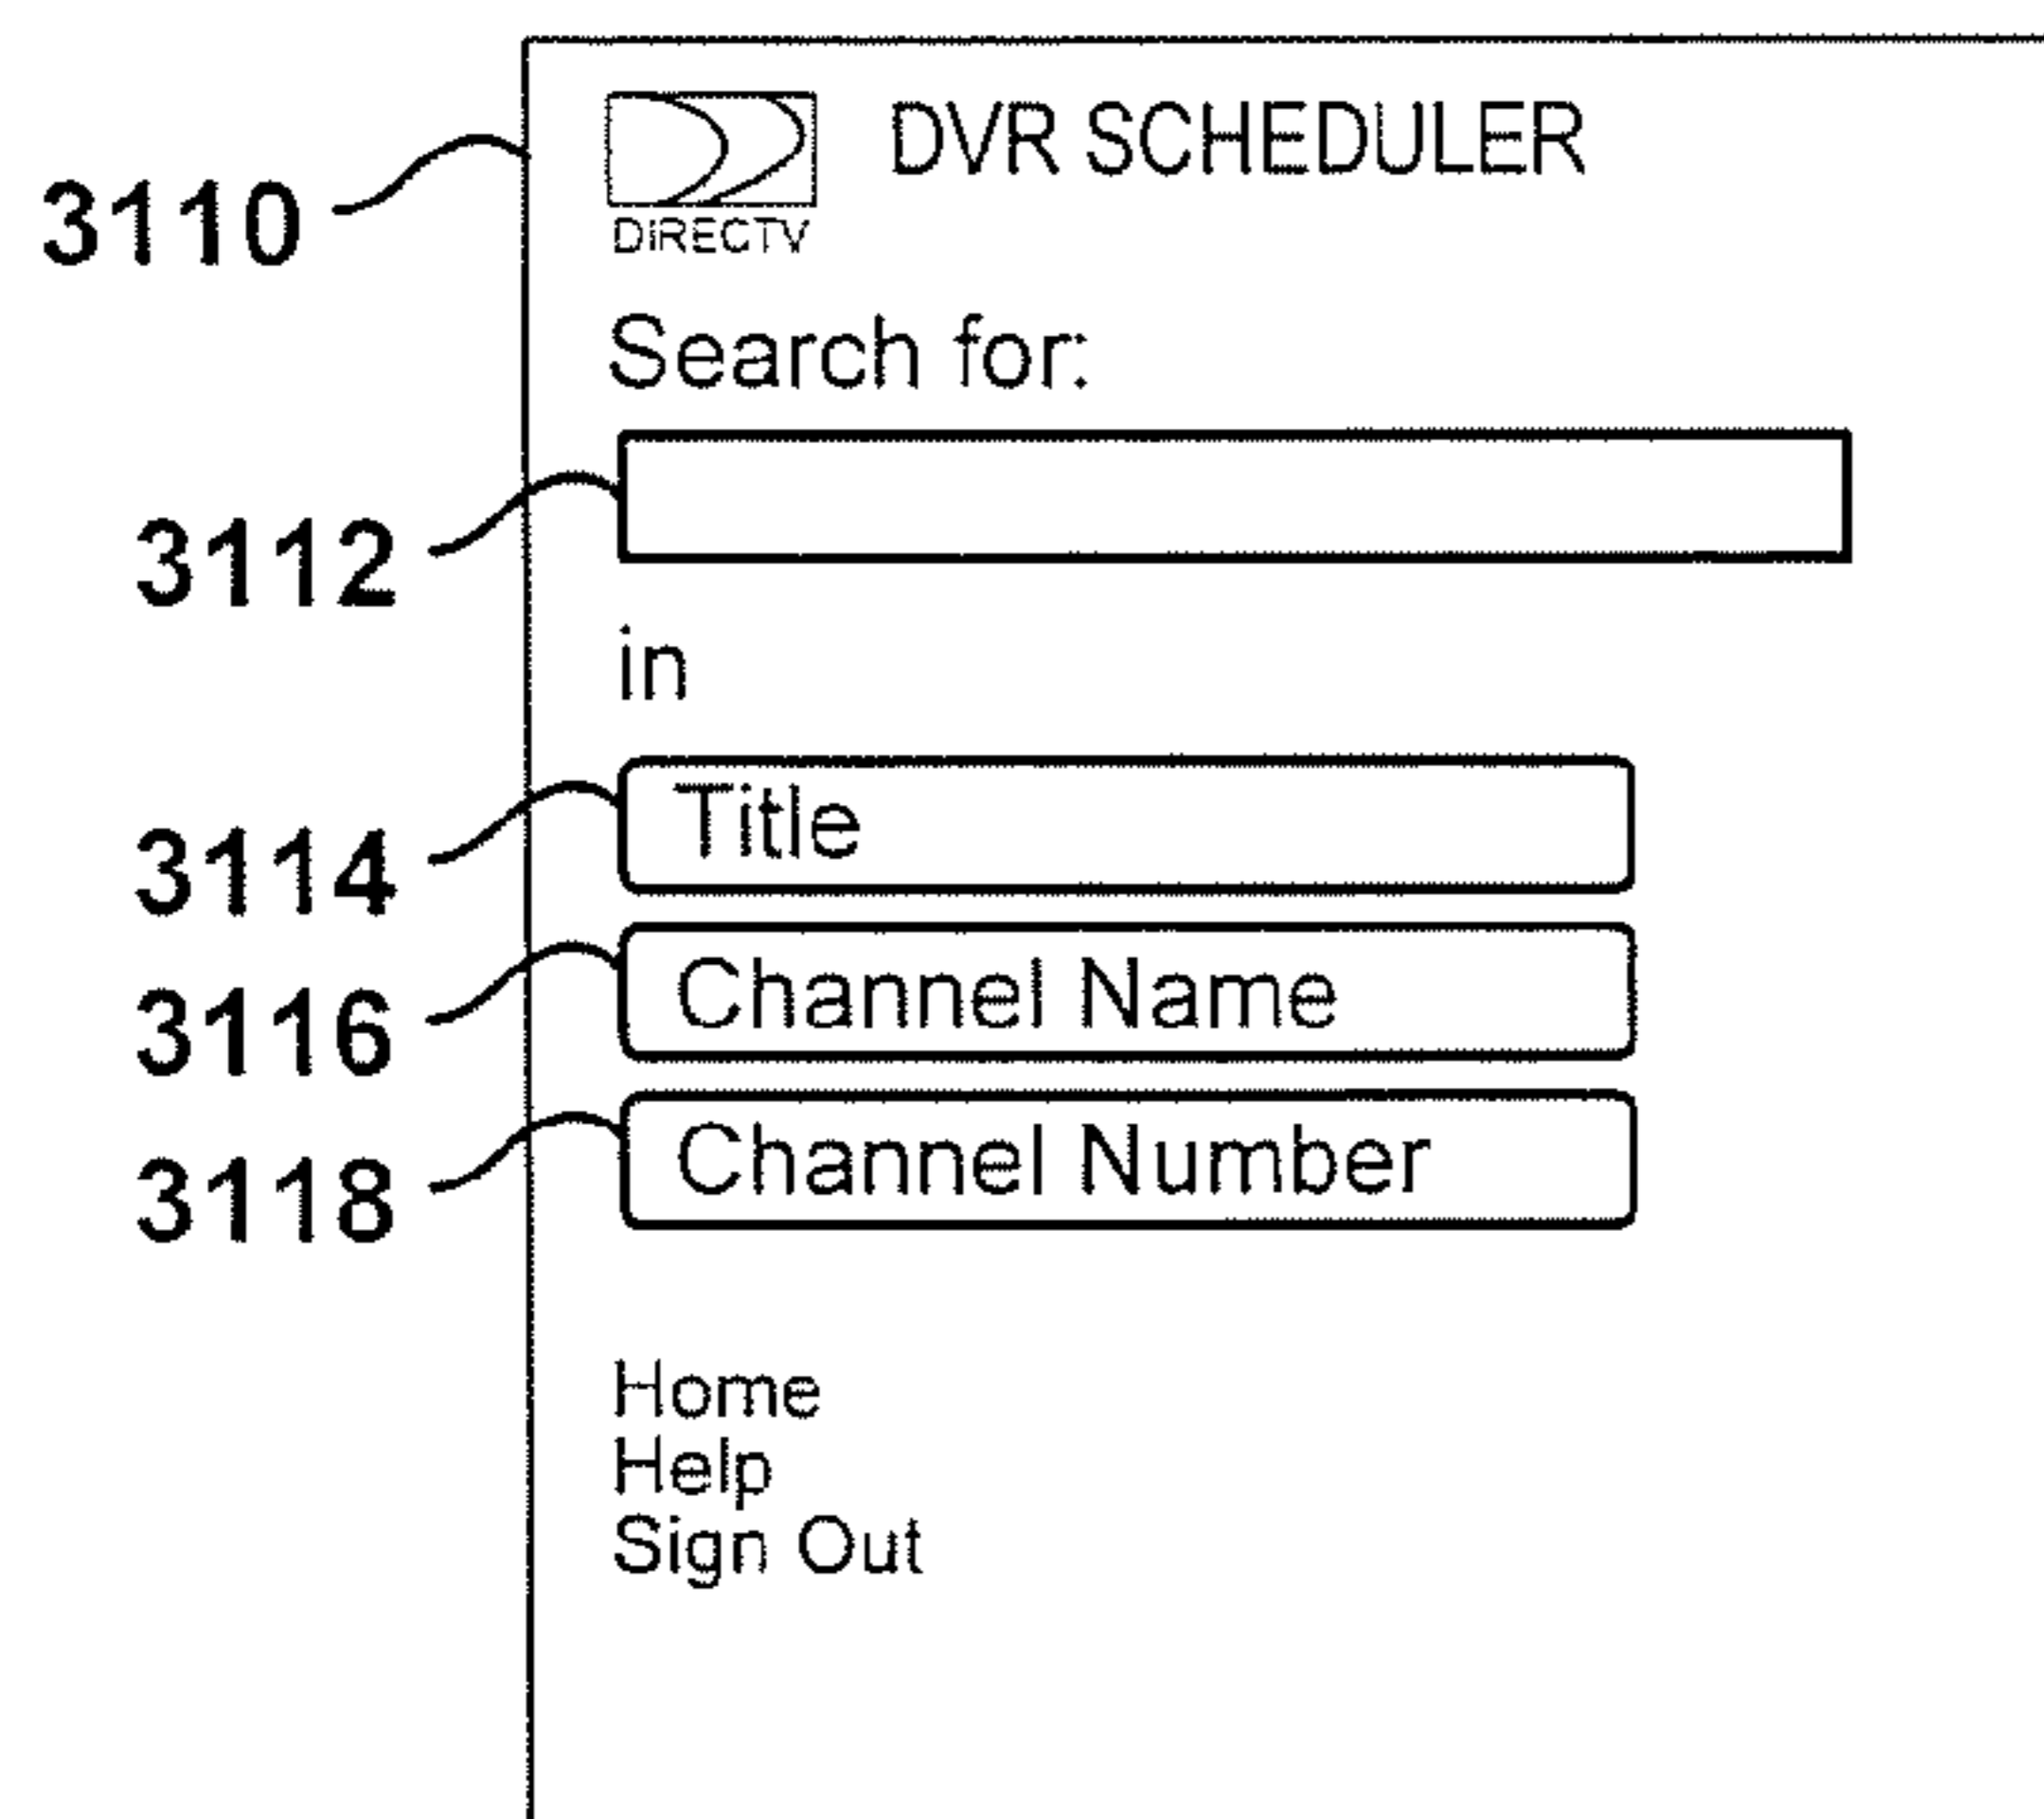 DVR SCHEDULER
3110
DIRECTV
Search for:
3112
in
3114 Title
3116 Channel Name
3118 Channel Number
Home
Help
Sign Out